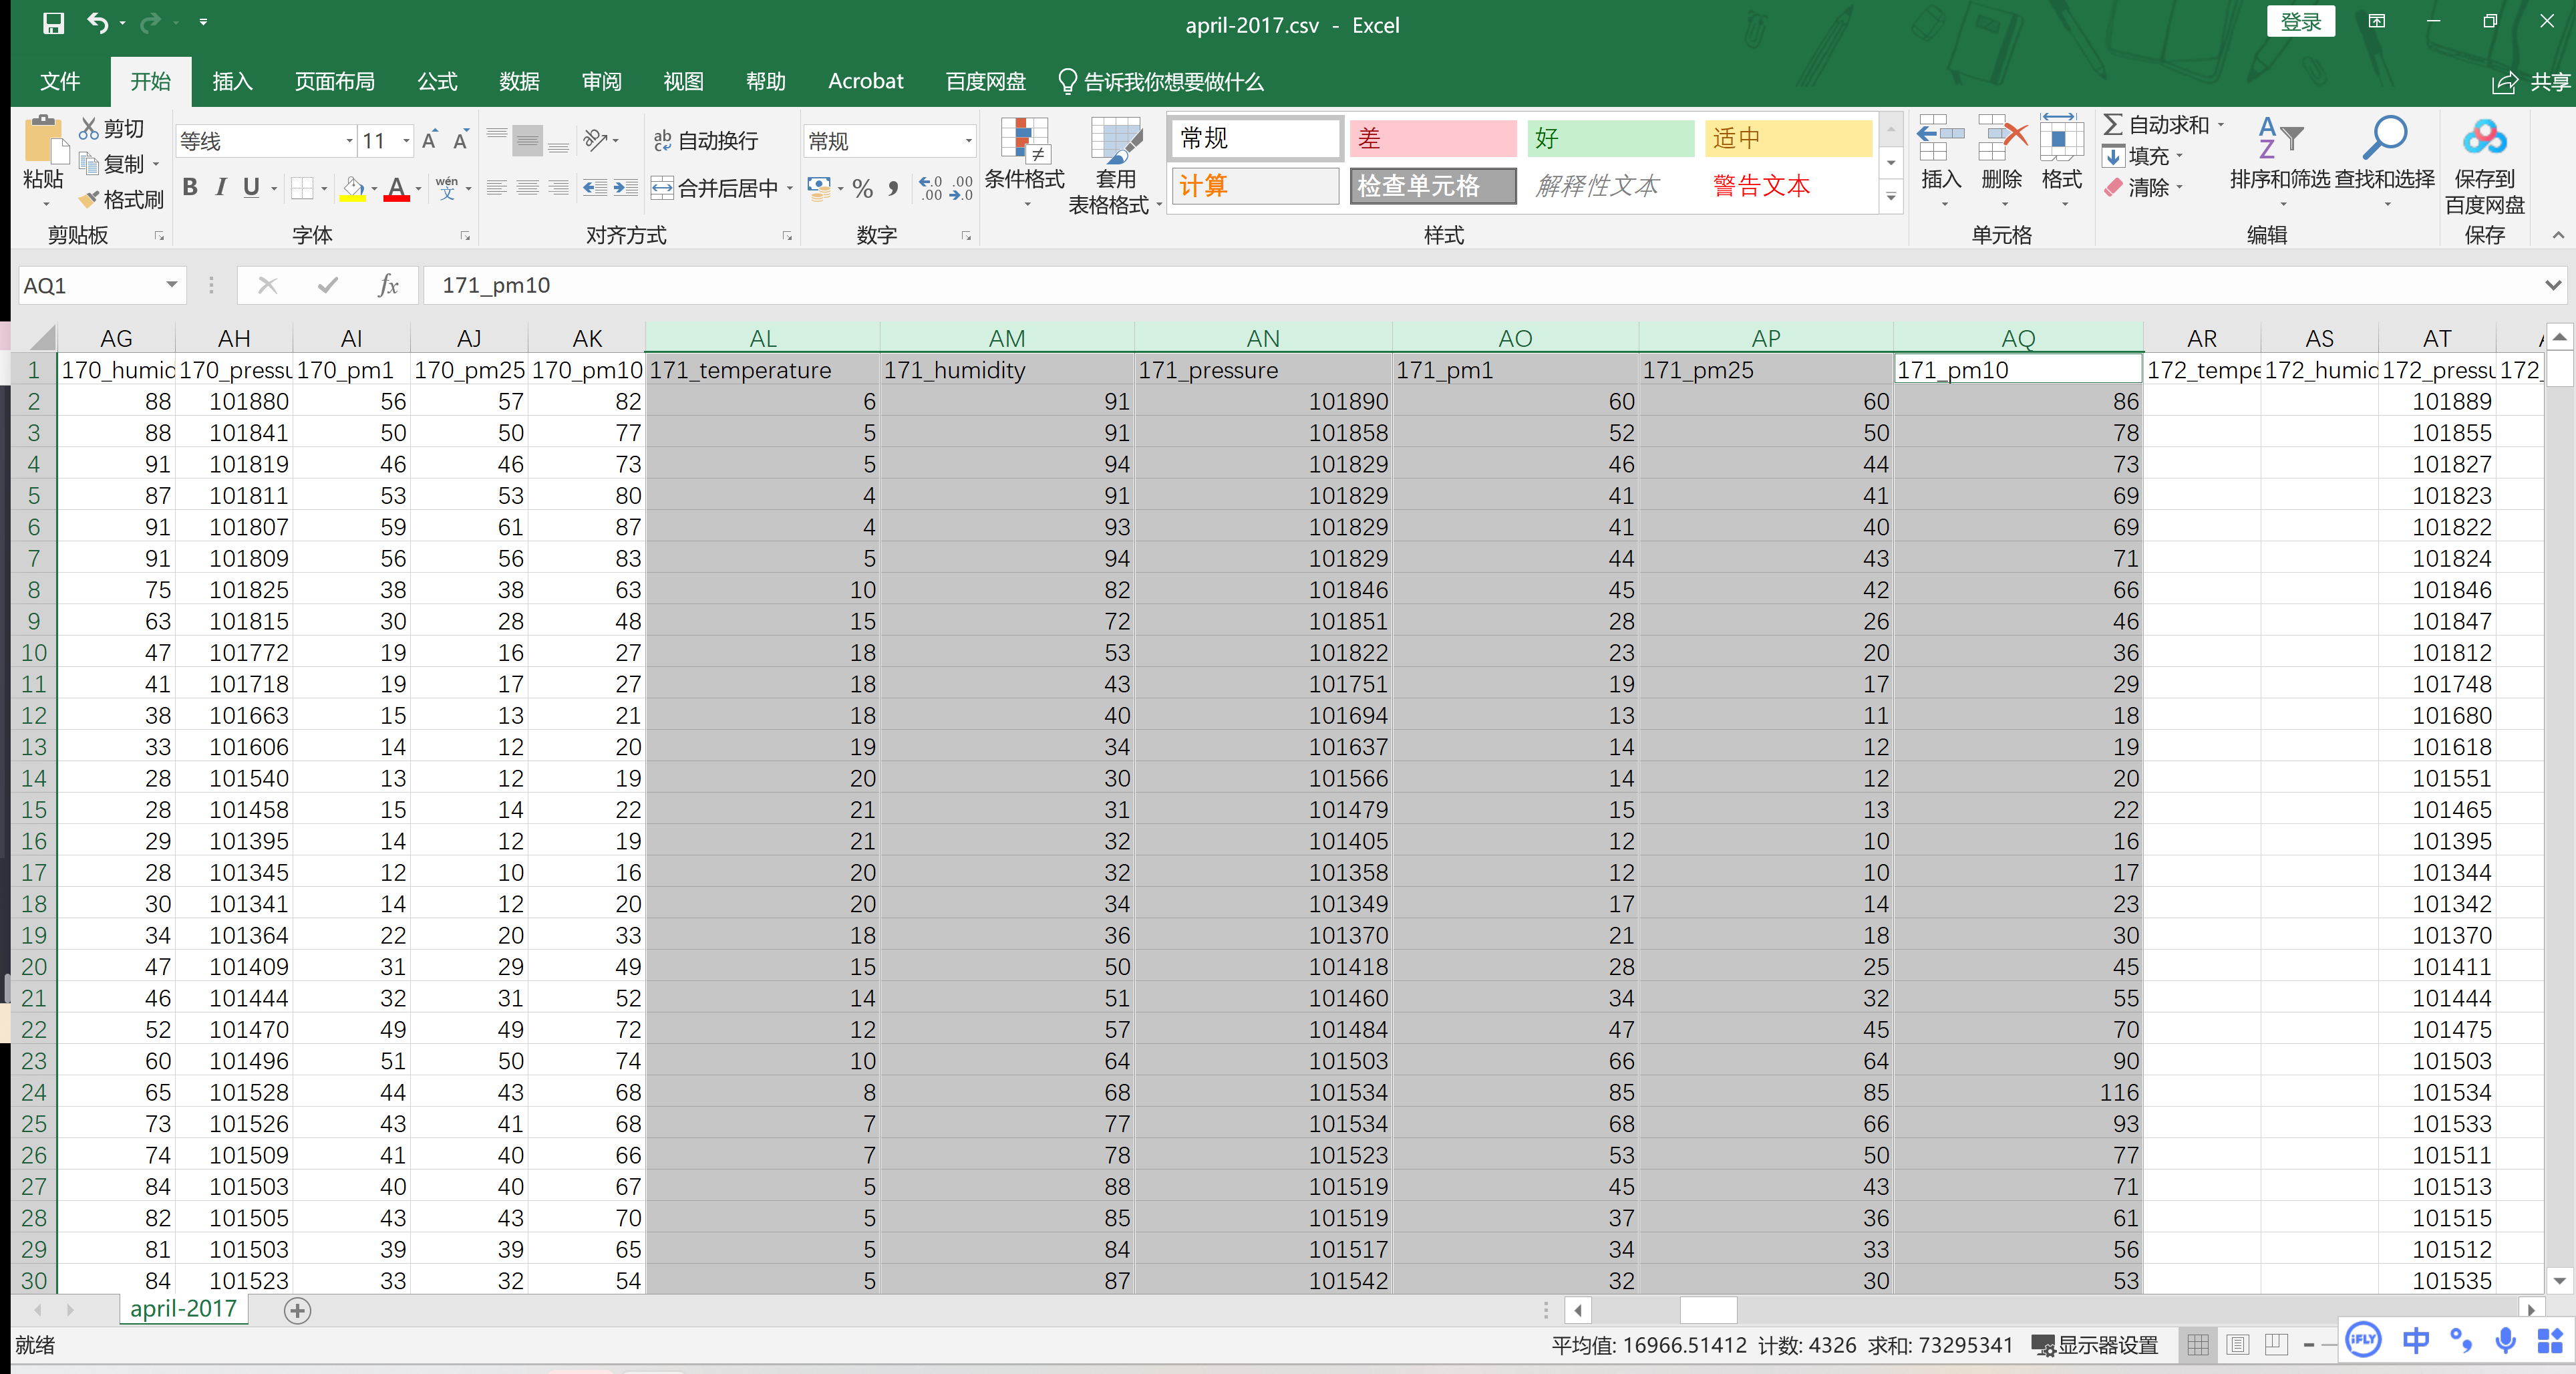 april-2017.csv - Excel
登录
文件 开始 插入 页面布局 公式 数据 审阅 视图 帮助 Acrobat 百度网盘 告诉我你想要做什么 共享
粘贴 剪切 复制 格式刷 剪贴板
等线 11 B I U A wén 文 字体
ab 自动换行 合并后居中 对齐方式
常规 % .00 .0 数字
条件格式 套用 表格格式
常规 差 好 适中
计算 检查单元格 解释性文本 警告文本
样式
插入 删除 格式 单元格
自动求和 填充 清除 排序和筛选 查找和选择 编辑
保存到 百度网盘 保存
AQ1 fx 171_pm10
AG AH AI AJ AK AL AM AN AO AP AQ AR AS AT
1 170_humid 170_pressu 170_pm1 170_pm25 170_pm10 171_temperature 171_humidity 171_pressure 171_pm1 171_pm25 171_pm10 172_tempe 172_humid 172_pressu 172_
2 88 101880 56 57 82 6 91 101890 60 60 86 101889
3 88 101841 50 50 77 5 91 101858 52 50 78 101855
4 91 101819 46 46 73 5 94 101829 46 44 73 101827
5 87 101811 53 53 80 4 91 101829 41 41 69 101823
6 91 101807 59 61 87 4 93 101829 41 40 69 101822
7 91 101809 56 56 83 5 94 101829 44 43 71 101824
8 75 101825 38 38 63 10 82 101846 45 42 66 101846
9 63 101815 30 28 48 15 72 101851 28 26 46 101847
10 47 101772 19 16 27 18 53 101822 23 20 36 101812
11 41 101718 19 17 27 18 43 101751 19 17 29 101748
12 38 101663 15 13 21 18 40 101694 13 11 18 101680
13 33 101606 14 12 20 19 34 101637 14 12 19 101618
14 28 101540 13 12 19 20 30 101566 14 12 20 101551
15 28 101458 15 14 22 21 31 101479 15 13 22 101465
16 29 101395 14 12 19 21 32 101405 12 10 16 101395
17 28 101345 12 10 16 20 32 101358 12 10 17 101344
18 30 101341 14 12 20 20 34 101349 17 14 23 101342
19 34 101364 22 20 33 18 36 101370 21 18 30 101370
20 47 101409 31 29 49 15 50 101418 28 25 45 101411
21 46 101444 32 31 52 14 51 101460 34 32 55 101444
22 52 101470 49 49 72 12 57 101484 47 45 70 101475
23 60 101496 51 50 74 10 64 101503 66 64 90 101503
24 65 101528 44 43 68 8 68 101534 85 85 116 101534
25 73 101526 43 41 68 7 77 101534 68 66 93 101533
26 74 101509 41 40 66 7 78 101523 53 50 77 101511
27 84 101503 40 40 67 5 88 101519 45 43 71 101513
28 82 101505 43 43 70 5 85 101519 37 36 61 101515
29 81 101503 39 39 65 5 84 101517 34 33 56 101512
30 84 101523 33 32 54 5 87 101542 32 30 53 101535
april-2017
就绪 平均值: 16966.51412 计数: 4326 求和: 73295341 显示器设置 iFLY 中